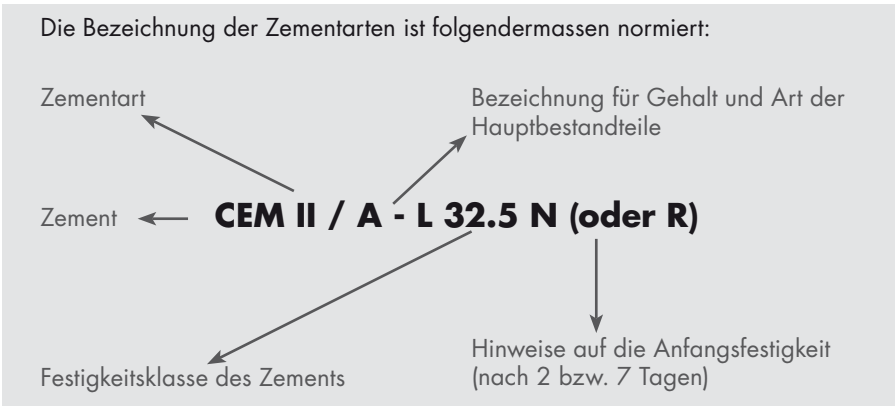 Die Bezeichnung der Zementarten ist folgendermassen normiert:
Zementart
Bezeichnung für Gehalt und Art der
Hauptbestandteile
Zement
CEM II / A - L 32.5 N (oder R)
Festigkeitsklasse des Zements
Hinweise auf die Anfangsfestigkeit
(nach 2 bzw. 7 Tagen)